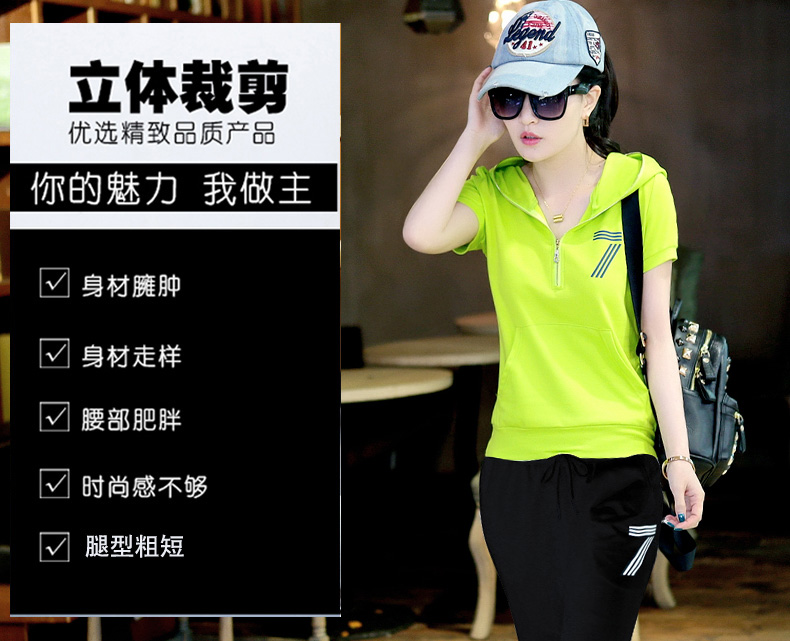 立体裁剪
优选精致品质产品
你的魅力 我做主
身材臃肿
身材走样
腰部肥胖
时尚感不够
腿型粗短
Legend
41
7
7